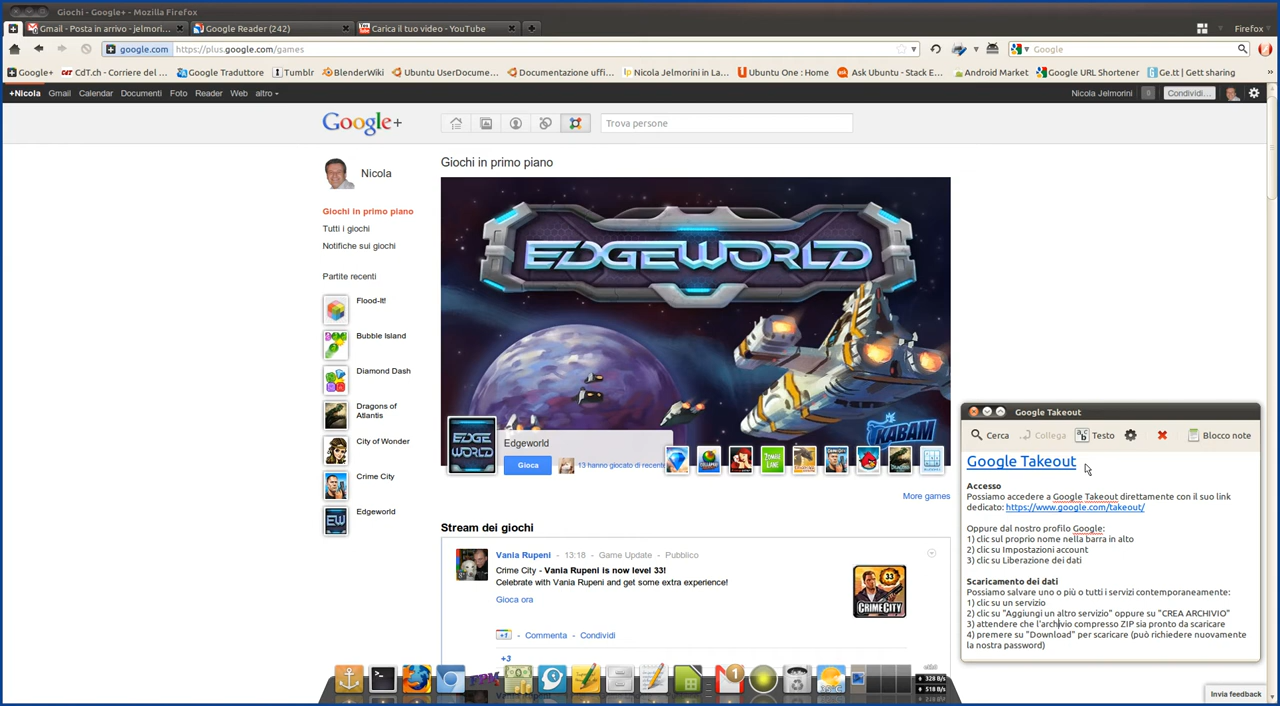 Giochi - Google+ - Mozilla Firefox
Gmail - Posta in arrivo - jelmori...
Google Reader (242)
Carica il tuo video - YouTube
Firefox
google.com
https://plus.google.com/games
Google
Google+
CdT.ch - Corriere del ...
Google Traduttore
Tumblr
BlenderWiki
Ubuntu UserDocume...
Documentazione uffi...
Nicola Jelmorini in La...
Ubuntu One : Home
Ask Ubuntu - Stack E...
Android Market
Google URL Shortener
Ge.tt | Gett sharing
+Nicola
Gmail
Calendar
Documenti
Foto
Reader
Web
altro
Nicola Jelmorini
0
Condividi...
Google+
Trova persone
Nicola
Giochi in primo piano
Tutti i giochi
Notifiche sui giochi
Partite recenti
Flood-It!
Bubble Island
Diamond Dash
Dragons of
Atlantis
City of Wonder
Crime City
Edgeworld
Giochi in primo piano
EDGEWORLD
KABAM
EDGE
WORLD
Edgeworld
Gioca
13 hanno giocato di recente
ZOMBIE
LANE
More games
Stream dei giochi
Vania Rupeni - 13:18 - Game Update - Pubblico
Crime City - Vania Rupeni is now level 33!
Celebrate with Vania Rupeni and get some extra experience!
Gioca ora
33
CRIME CITY
+1 - Commenta - Condividi
+3
Google Takeout
Cerca
Collega
Testo
Blocco note
Google Takeout
Accesso
Possiamo accedere a Google Takeout direttamente con il suo link
dedicato: https://www.google.com/takeout/
Oppure dal nostro profilo Google:
1) clic sul proprio nome nella barra in alto
2) clic su Impostazioni account
3) clic su Liberazione dei dati
Scaricamento dei dati
Possiamo salvare uno o più o tutti i servizi contemporaneamente:
1) clic su un servizio
2) clic su "Aggiungi un altro servizio" oppure su "CREA ARCHIVIO"
3) attendere che l'archivio compresso ZIP sia pronto da scaricare
4) premere su "Download" per scaricare (può richiedere nuovamente
la nostra password)
1
328 B/s
518 B/s
Invia feedback